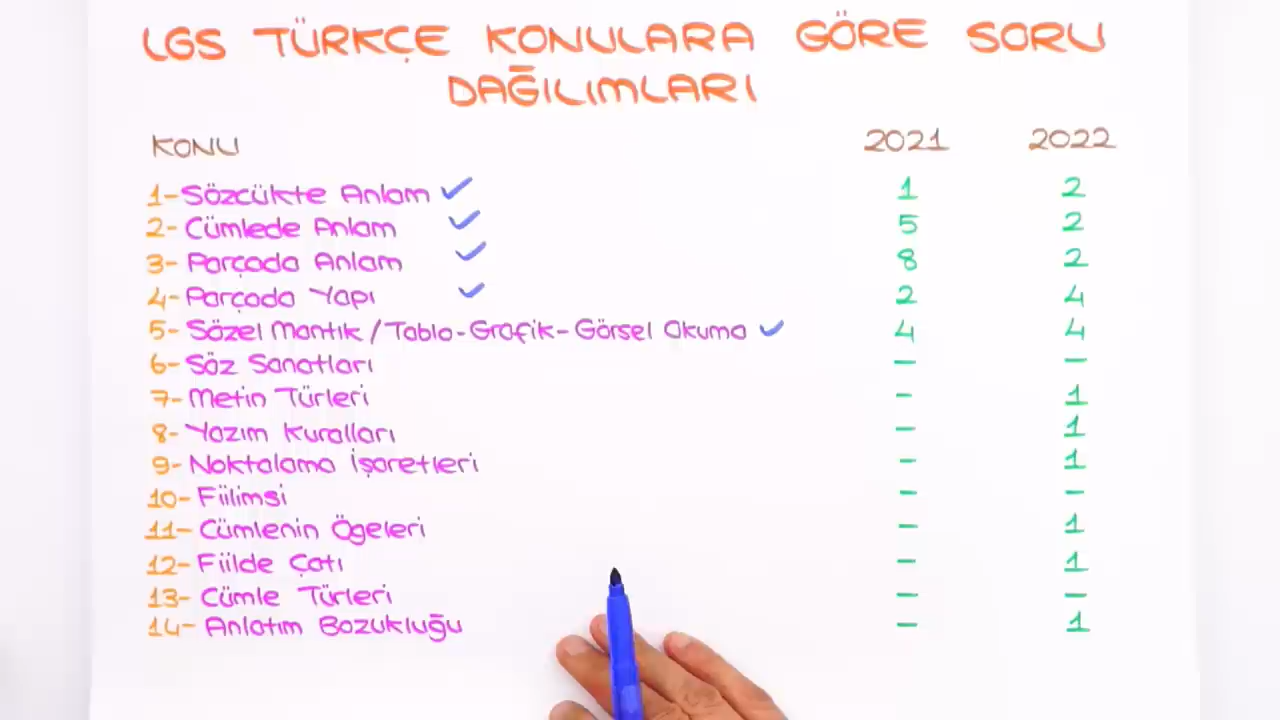 LGS TÜRKÇE KONULARA GÖRE SORU
DAĞILIMLARI
KONU 2021 2022
1- Sözcükte Anlam ✓ 1 2
2- Cümlede Anlam ✓ 5 2
3- Parçada Anlam ✓ 8 2
4- Parçada Yapı ✓ 2 4
5- Sözel Mantık / Tablo-Grafik-Görsel Okuma ✓ 4 4
6- Söz Sanatları - -
7- Metin Türleri - 1
8- Yazım Kuralları - 1
9- Noktalama İşaretleri - 1
10- Fiilimsi - -
11- Cümlenin Ögeleri - 1
12- Fiilde Çatı - 1
13- Cümle Türleri - -
14- Anlatım Bozukluğu - 1